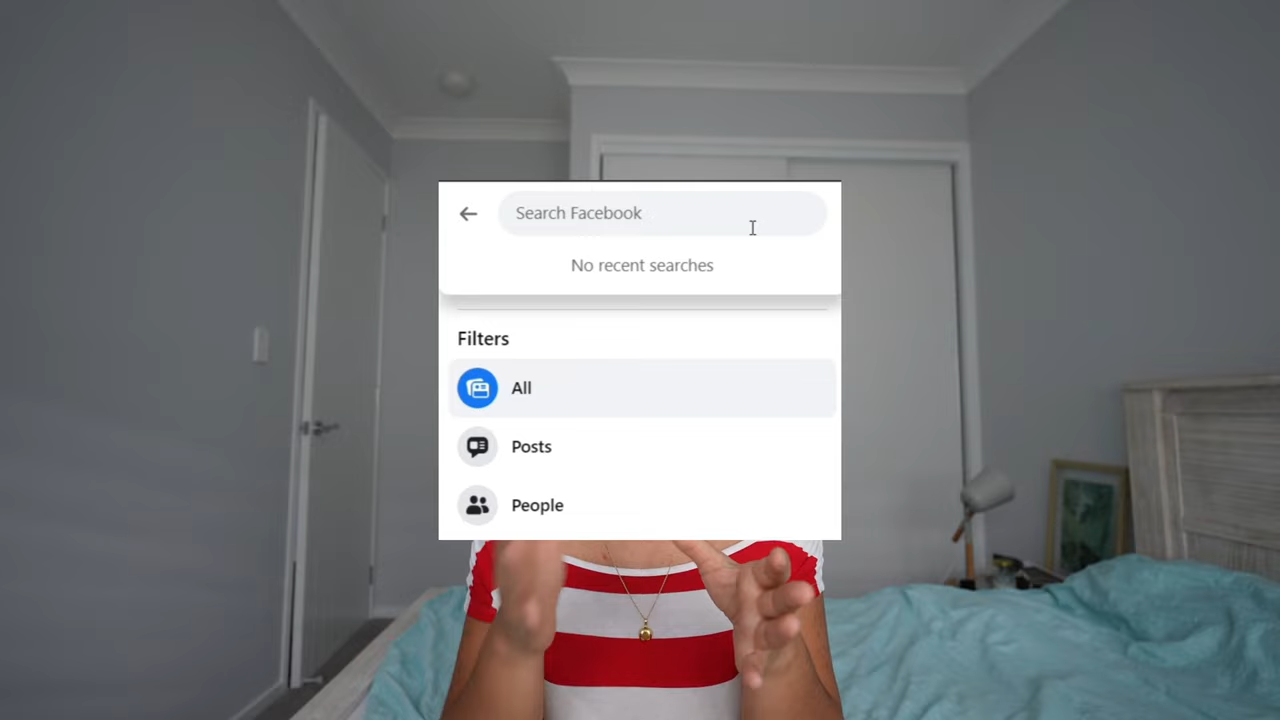 Search Facebook
No recent searches
Filters
All
Posts
People